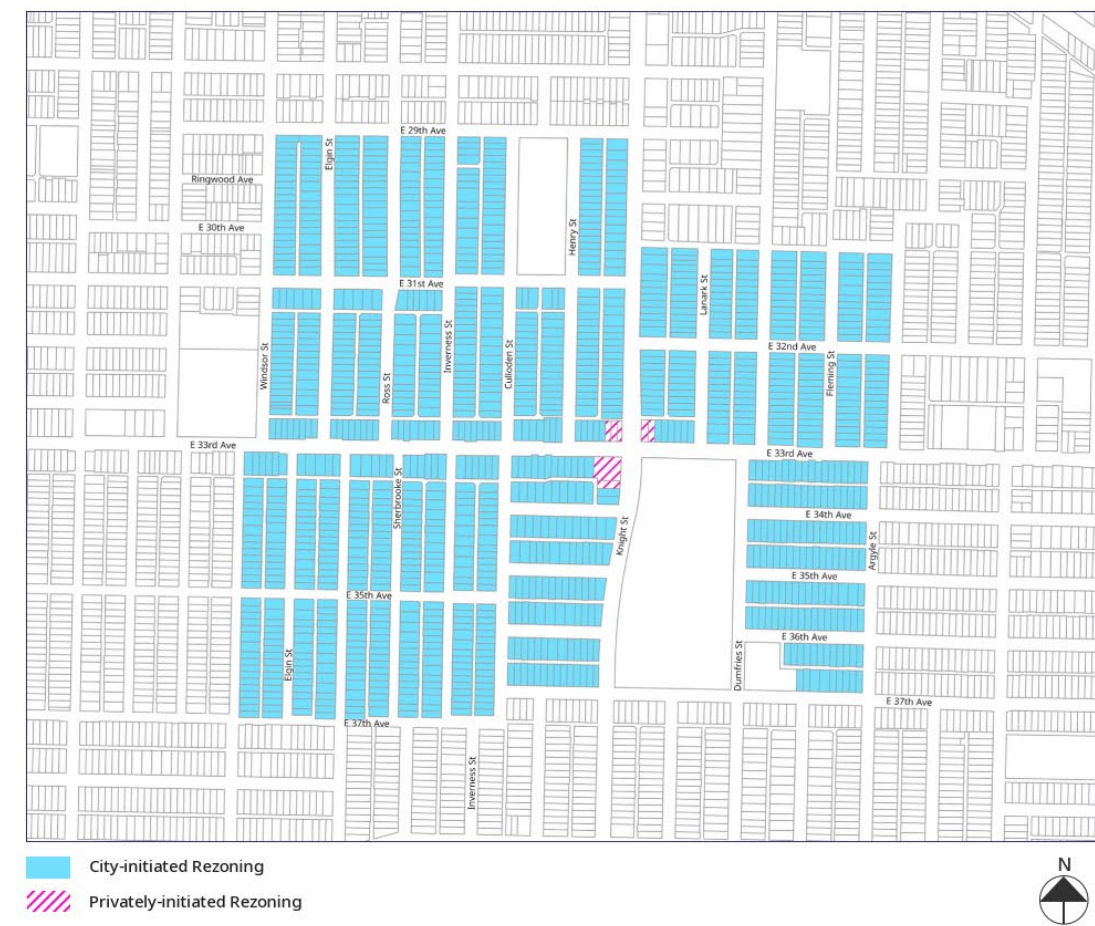 E 29th Ave
Elgin St
Ringwood Ave
E 30th Ave
Henry St
E 31st Ave
Lanark St
Inverness St
Culloden St
E 32nd Ave
Windsor St
Ross St
Fleming St
E 33rd Ave
E 33rd Ave
Sherbrooke St
E 34th Ave
Knight St
Argyle St
E 35th Ave
E 35th Ave
E 36th Ave
Elgin St
Dumfries St
E 37th Ave
E 37th Ave
Inverness St
City-initiated Rezoning
Privately-initiated Rezoning
N